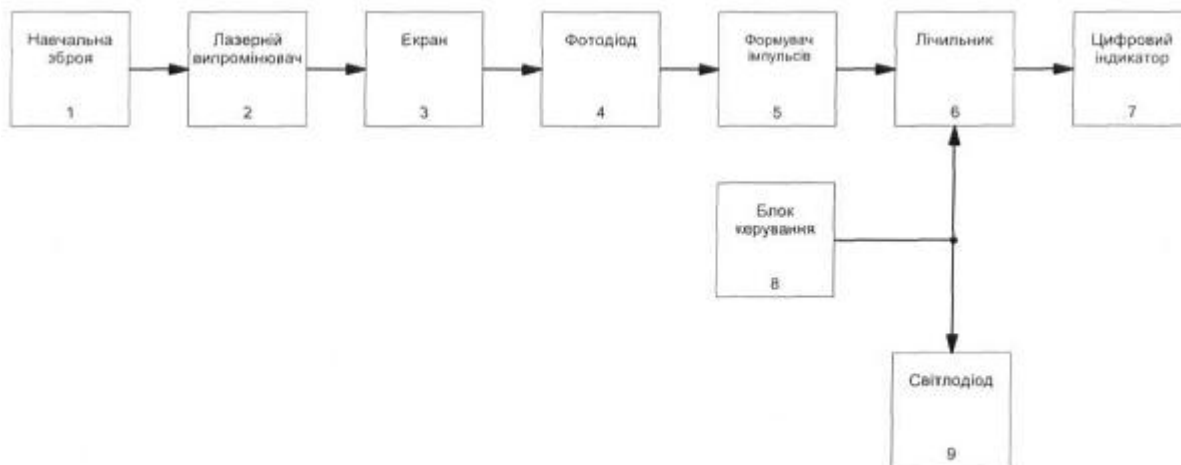 Навчальна
зброя
1
Лазерній
випромінювач
2
Екран
3
Фотодіод
4
Формувач
імпульсів
5
Лічильник
6
Цифровий
індикатор
7
Блок
керування
8
Світлодіод
9